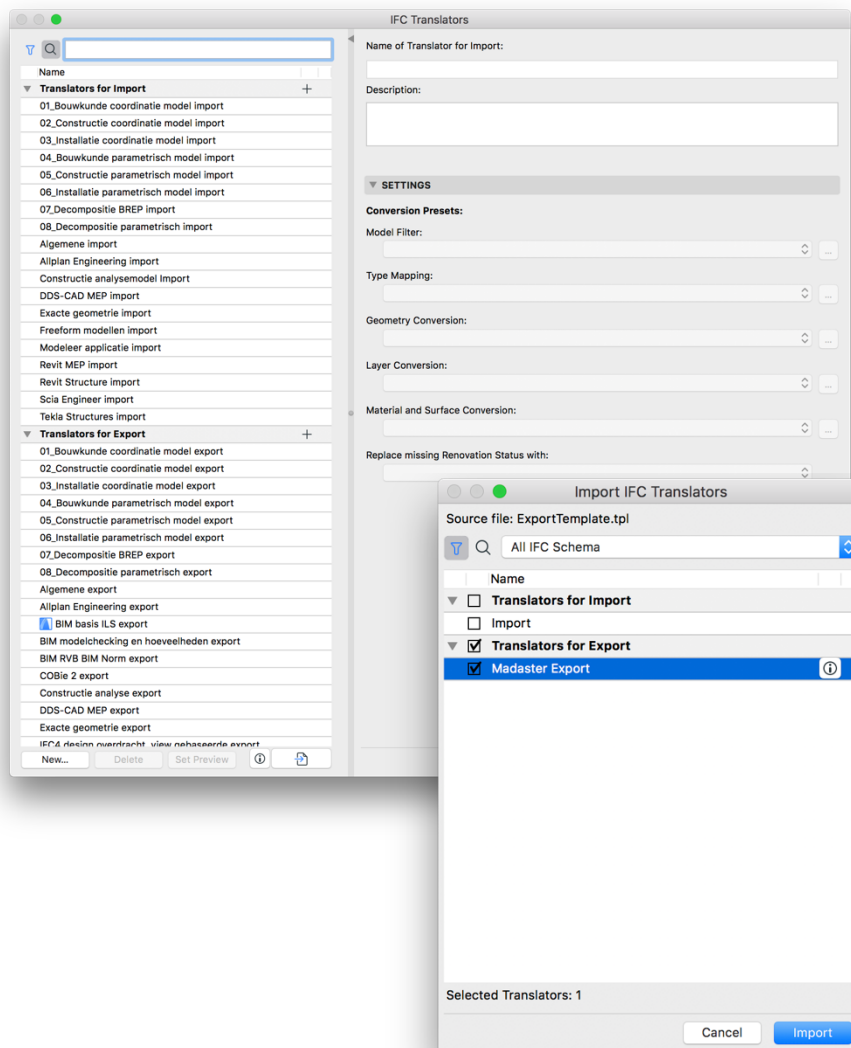 IFC Translators
Name
Translators for Import
01_Bouwkunde coordinatie model import
02_Constructie coordinatie model import
03_Installatie coordinatie model import
04_Bouwkunde parametrisch model import
05_Constructie parametrisch model import
06_Installatie parametrisch model import
07_Decompositie BREP import
08_Decompositie parametrisch import
Algemene import
Allplan Engineering import
Constructie analysemodel Import
DDS-CAD MEP import
Exacte geometrie import
Freeform modellen import
Modeleer applicatie import
Revit MEP import
Revit Structure import
Scia Engineer import
Tekla Structures import
Translators for Export
01_Bouwkunde coordinatie model export
02_Constructie coordinatie model export
03_Installatie coordinatie model export
04_Bouwkunde parametrisch model export
05_Constructie parametrisch model export
06_Installatie parametrisch model export
07_Decompositie BREP export
08_Decompositie parametrisch export
Algemene export
Allplan Engineering export
BIM basis ILS export
BIM modelchecking en hoeveelheden export
BIM RVB BIM Norm export
COBie 2 export
Constructie analyse export
DDS-CAD MEP export
Exacte geometrie export
IFC4 design overdracht_view gebaseerde export
New...
Delete
Set Preview
Name of Translator for Import:
Description:
SETTINGS
Conversion Presets:
Model Filter:
...
Type Mapping:
...
Geometry Conversion:
...
Layer Conversion:
...
Material and Surface Conversion:
...
Replace missing Renovation Status with:
Import IFC Translators
Source file: ExportTemplate.tpl
All IFC Schema
Name
Translators for Import
Import
Translators for Export
Madaster Export
Selected Translators: 1
Cancel
Import